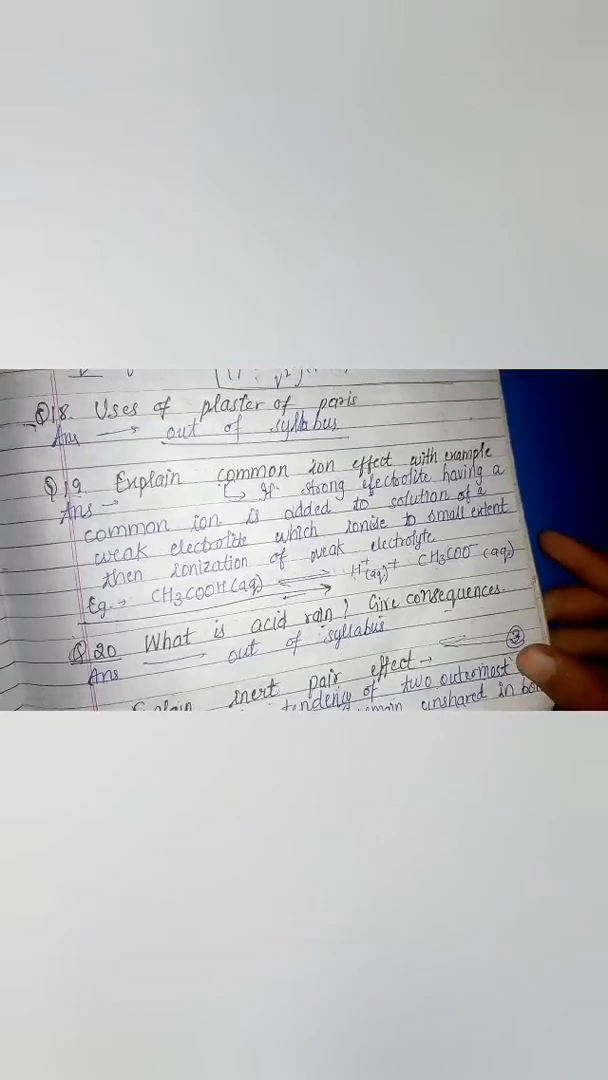 Q18. Uses of plaster of paris
Ans → out of syllabus
Q19. Explain common ion effect with example
Ans → If strong electrolite having a
common ion is added to solution of a
weak electrolite which ionise to small extent
then ionization of weak electrolyte
Eg. → CH3COOH(aq) ⇌ H+(aq) + CH3COO-(aq)
Q20 What is acid rain? Give consequences.
Ans → out of syllabus
3
inert pair effect →
tendency of two outermost
unshared in